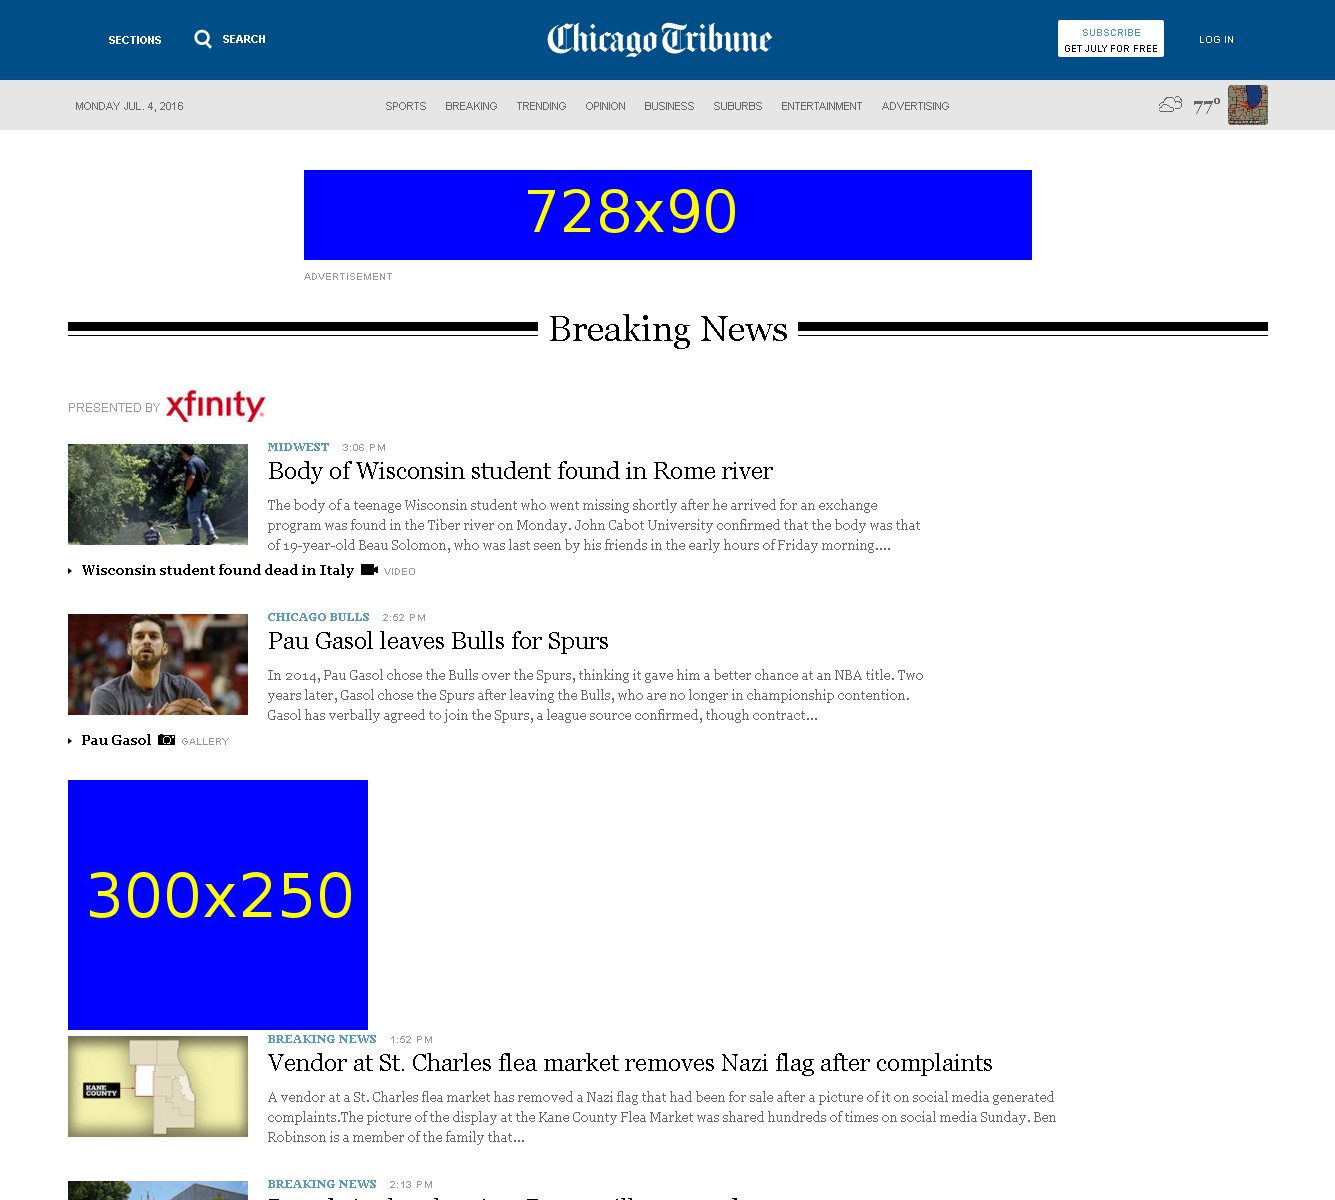 SECTIONS
SEARCH
Chicago Tribune
SUBSCRIBE
GET JULY FOR FREE
LOG IN
MONDAY JUL. 4, 2016
SPORTS BREAKING TRENDING OPINION BUSINESS SUBURBS ENTERTAINMENT ADVERTISING
77°
728x90
ADVERTISEMENT
Breaking News
PRESENTED BY xfinity
MIDWEST 3:06 PM
Body of Wisconsin student found in Rome river
The body of a teenage Wisconsin student who went missing shortly after he arrived for an exchange
program was found in the Tiber river on Monday. John Cabot University confirmed that the body was that
of 19-year-old Beau Solomon, who was last seen by his friends in the early hours of Friday morning....
Wisconsin student found dead in Italy VIDEO
CHICAGO BULLS 2:52 PM
Pau Gasol leaves Bulls for Spurs
In 2014, Pau Gasol chose the Bulls over the Spurs, thinking it gave him a better chance at an NBA title. Two
years later, Gasol chose the Spurs after leaving the Bulls, who are no longer in championship contention.
Gasol has verbally agreed to join the Spurs, a league source confirmed, though contract...
Pau Gasol GALLERY
300x250
BREAKING NEWS 1:52 PM
Vendor at St. Charles flea market removes Nazi flag after complaints
KANE
COUNTY
A vendor at a St. Charles flea market has removed a Nazi flag that had been for sale after a picture of it on social media generated
complaints.The picture of the display at the Kane County Flea Market was shared hundreds of times on social media Sunday. Ben
Robinson is a member of the family that...
BREAKING NEWS 2:13 PM